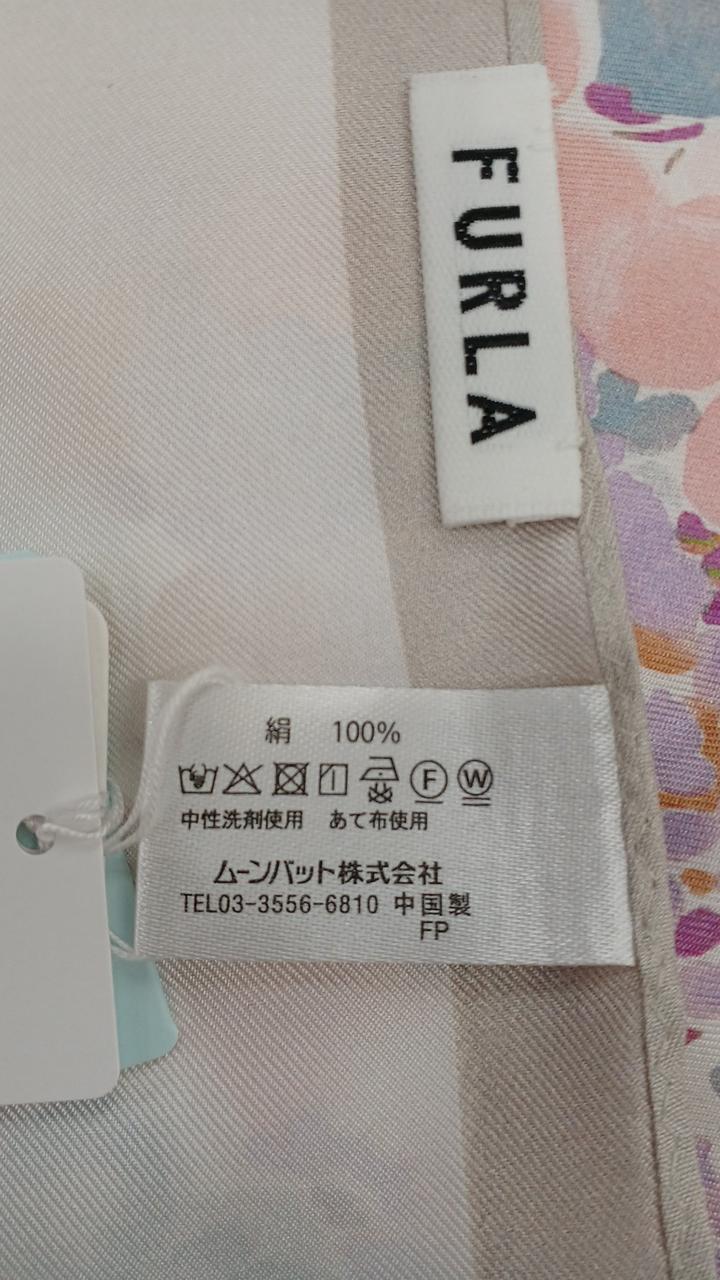 FURLA
絹 100%
F W
中性洗剤使用 あて布使用
ムーンバット株式会社
TEL03-3556-6810 中国製
FP